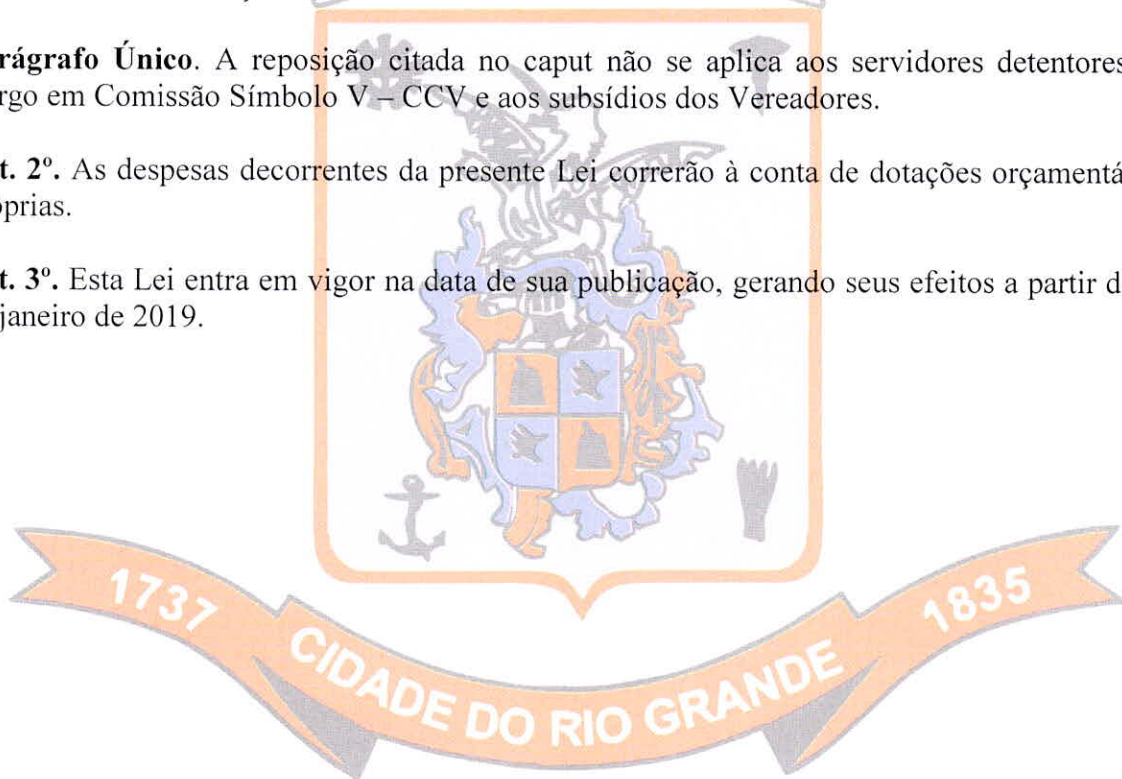 rágrafo Único. A reposição citada no caput não se aplica aos servidores detentores
rgo em Comissão Símbolo V – CCV e aos subsídios dos Vereadores.
t. 2º. As despesas decorrentes da presente Lei correrão à conta de dotações orçamentá
óprias.
t. 3º. Esta Lei entra em vigor na data de sua publicação, gerando seus efeitos a partir d
janeiro de 2019.
1737
CIDADE DO RIO GRANDE
1835